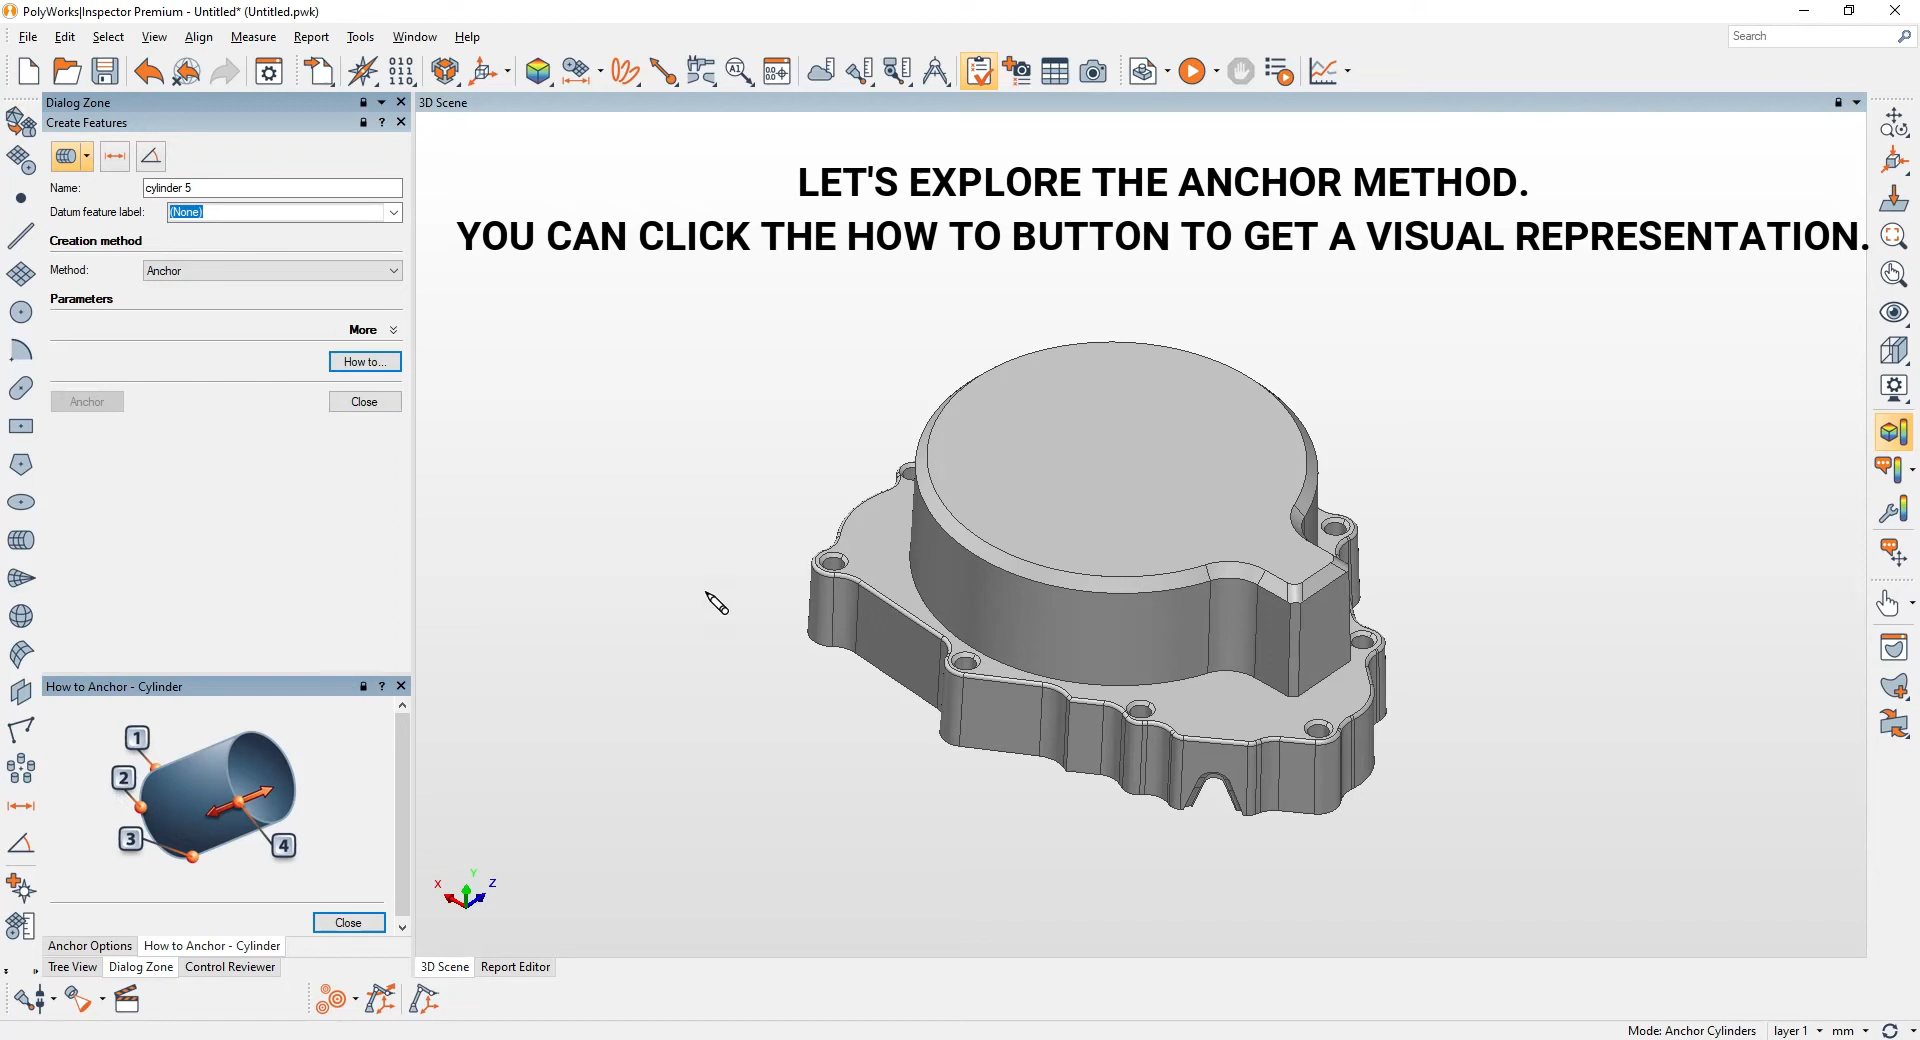 PolyWorks|Inspector Premium - Untitled* (Untitled.pwk)
File Edit Select View Align Measure Report Tools Window Help
Search
Dialog Zone
3D Scene
Create Features
Name: cylinder 5
Datum feature label: (None)
Creation method
Method: Anchor
Parameters
More
How to...
Anchor Close
LET'S EXPLORE THE ANCHOR METHOD.
YOU CAN CLICK THE HOW TO BUTTON TO GET A VISUAL REPRESENTATION.
How to Anchor - Cylinder
1
2
3
4
Close
X Y Z
Anchor Options How to Anchor - Cylinder
Tree View Dialog Zone Control Reviewer
3D Scene Report Editor
Mode: Anchor Cylinders layer 1 mm